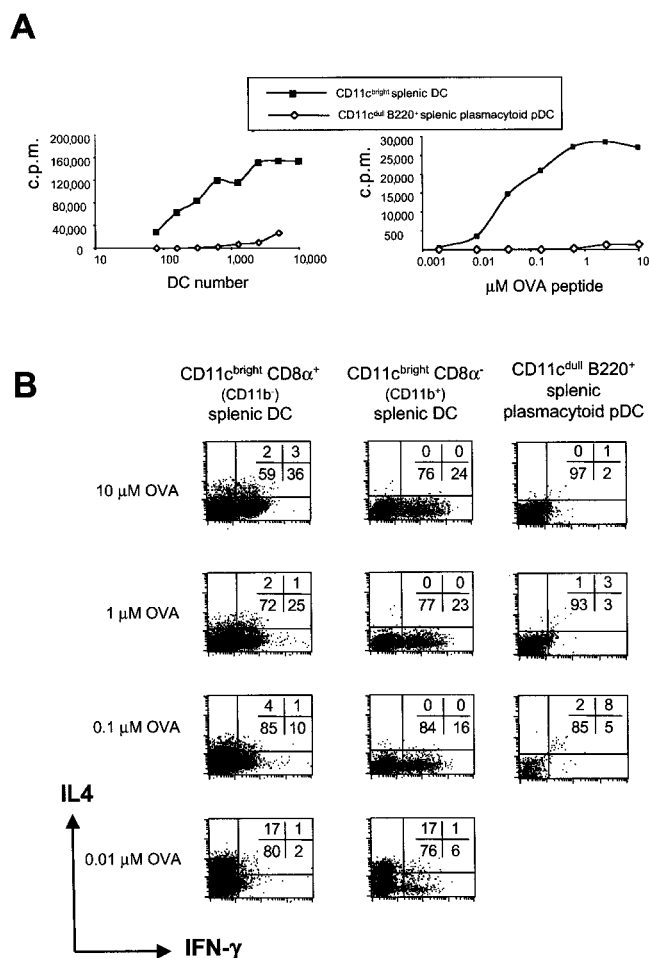 A
CD11c^bright splenic DC
CD11c^dull B220⁺ splenic plasmacytoid pDC
c.p.m.
200,000
160,000
120,000
80,000
40,000
0
10 100 1000 10,000
DC number
c.p.m.
30,000
25,000
20,000
15,000
10,000
500
0.001 0.01 0.1 1 10
μM OVA peptide
B
CD11c^bright CD8α⁺
(CD11b⁻)
splenic DC
CD11c^bright CD8α⁻
(CD11b⁺)
splenic DC
CD11c^dull B220⁺
splenic
plasmacytoid pDC
10 μM OVA
2 3
59 36
0 0
76 24
0 1
97 2
1 μM OVA
2 1
72 25
0 0
77 23
1 3
93 3
0.1 μM OVA
4 1
85 10
0 0
84 16
2 8
85 5
IL4
0.01 μM OVA
17 1
80 2
17 1
76 6
IFN-γ